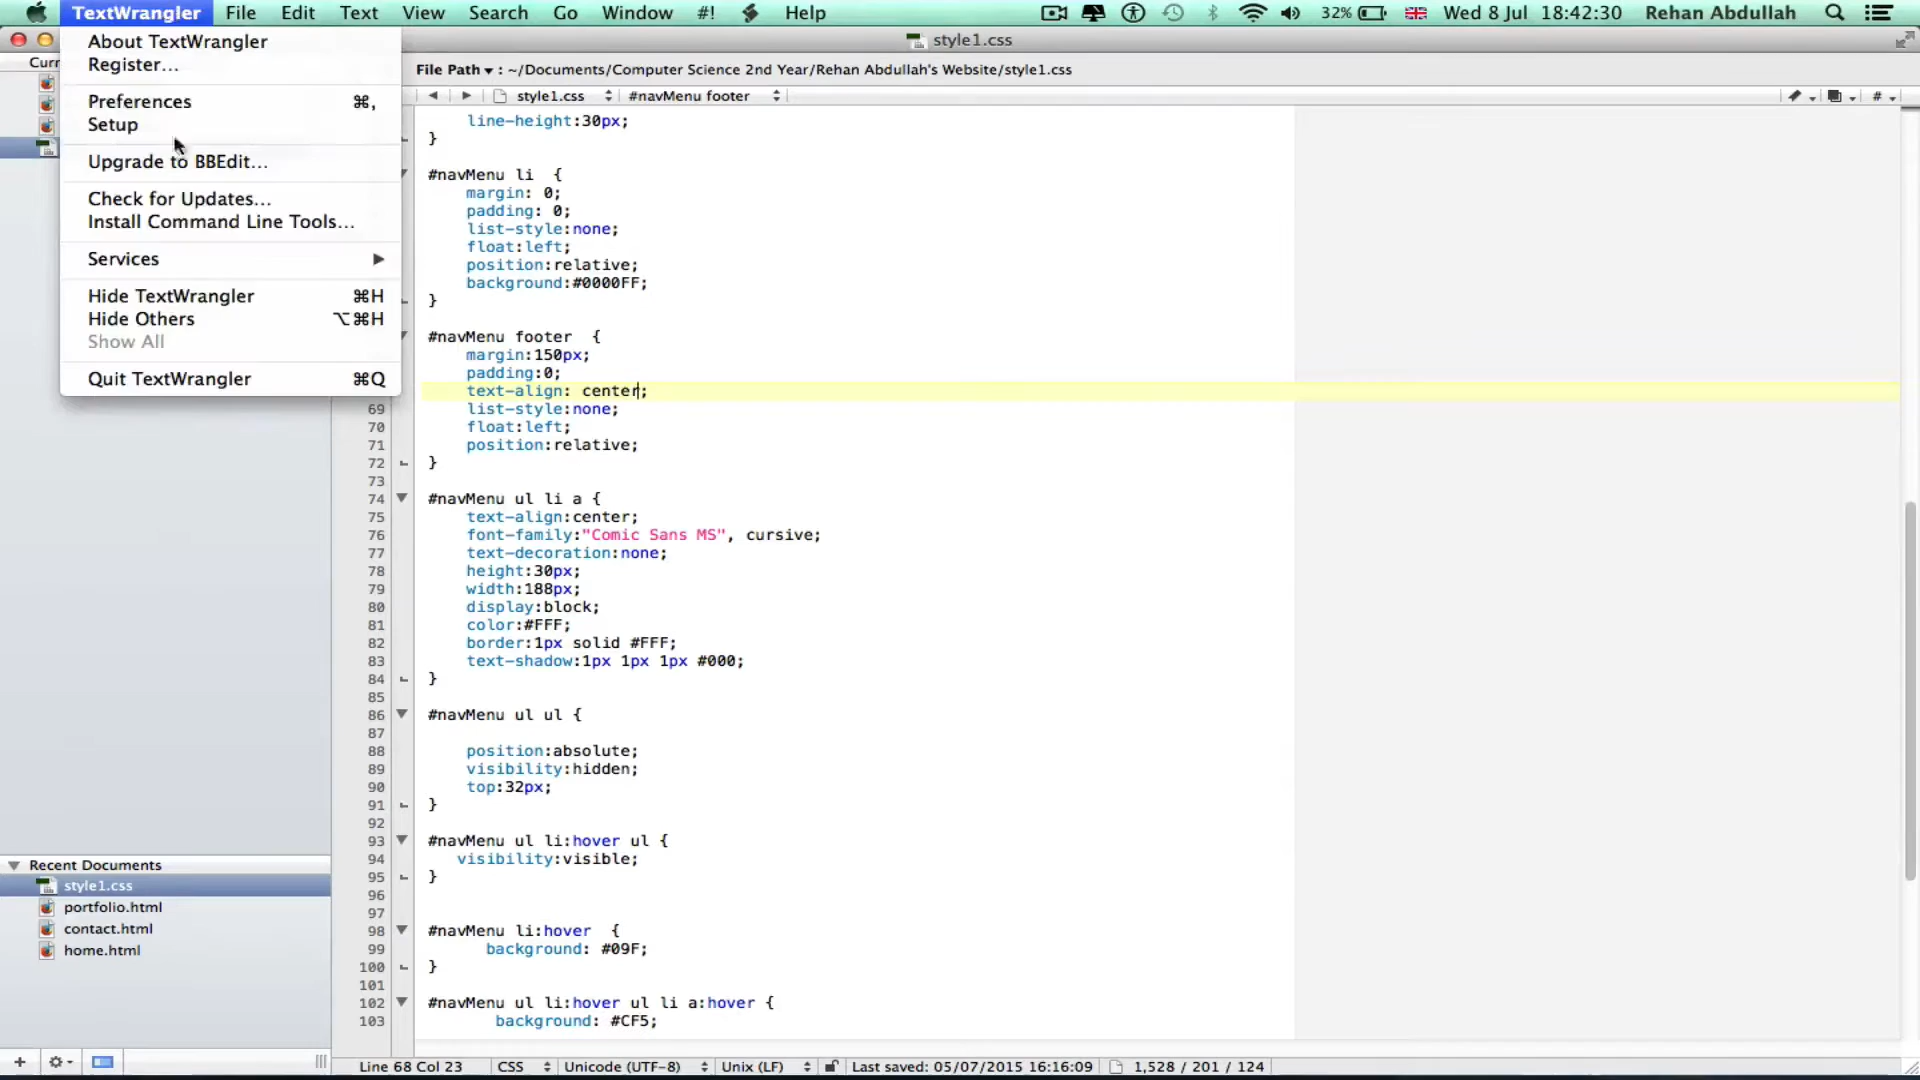 TextWrangler File Edit Text View Search Go Window #! Help 32% Wed 8 Jul 18:42:30 Rehan Abdullah
style1.css
About TextWrangler
Register...
Preferences ⌘,
Setup
Upgrade to BBEdit...
Check for Updates...
Install Command Line Tools...
Services
Hide TextWrangler ⌘H
Hide Others ⌥⌘H
Show All
Quit TextWrangler ⌘Q
Curr
File Path ▾ : ~/Documents/Computer Science 2nd Year/Rehan Abdullah's Website/style1.css
style1.css #navMenu footer #
line-height:30px;
}
#navMenu li {
margin: 0;
padding: 0;
list-style:none;
float:left;
position:relative;
background:#0000FF;
}
#navMenu footer {
margin:150px;
padding:0;
text-align: center;
69 list-style:none;
70 float:left;
71 position:relative;
72 }
73
74 #navMenu ul li a {
75 text-align:center;
76 font-family:"Comic Sans MS", cursive;
77 text-decoration:none;
78 height:30px;
79 width:188px;
80 display:block;
81 color:#FFF;
82 border:1px solid #FFF;
83 text-shadow:1px 1px 1px #000;
84 }
85
86 #navMenu ul ul {
87
88 position:absolute;
89 visibility:hidden;
90 top:32px;
91 }
92
93 #navMenu ul li:hover ul {
94 visibility:visible;
95 }
96
97
98 #navMenu li:hover {
99 background: #09F;
100 }
101
102 #navMenu ul li:hover ul li a:hover {
103 background: #CF5;
Recent Documents
style1.css
portfolio.html
contact.html
home.html
Line 68 Col 23 CSS Unicode (UTF-8) Unix (LF) Last saved: 05/07/2015 16:16:09 1,528 / 201 / 124